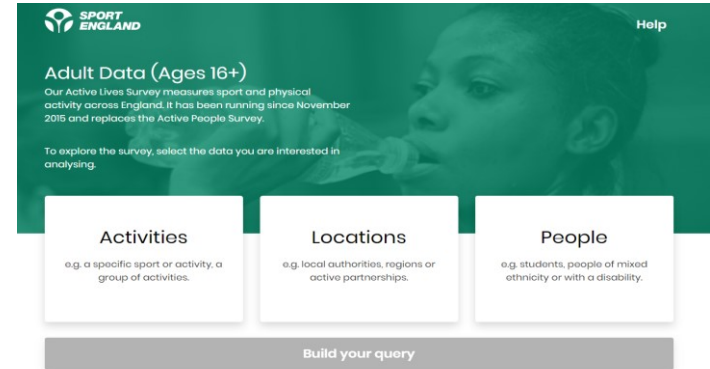 SPORT
ENGLAND
Help
Adult Data (Ages 16+)
Our Active Lives Survey measures sport and physical
activity across England. It has been running since November
2015 and replaces the Active People Survey.
To explore the survey, select the data you are interested in
analysing.
Activities
e.g. a specific sport or activity, a
group of activities.
Locations
e.g. local authorities, regions or
active partnerships.
People
e.g. students, people of mixed
ethnicity or with a disability.
Build your query